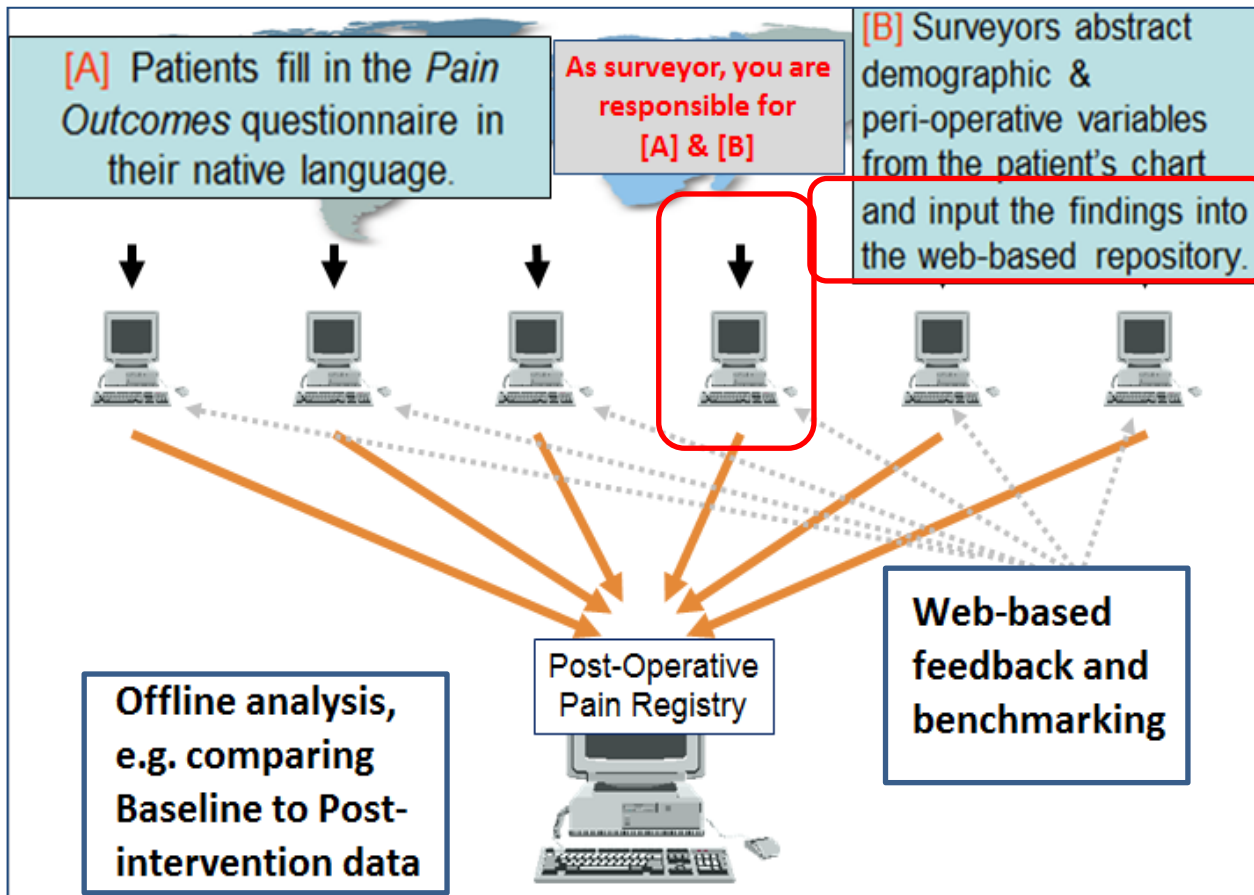 [A] Patients fill in the Pain
Outcomes questionnaire in
their native language.
As surveyor, you are
responsible for
[A] & [B]
[B] Surveyors abstract
demographic &
peri-operative variables
from the patient's chart
and input the findings into
the web-based repository.
Post-Operative
Pain Registry
Offline analysis,
e.g. comparing
Baseline to Post-
intervention data
Web-based
feedback and
benchmarking